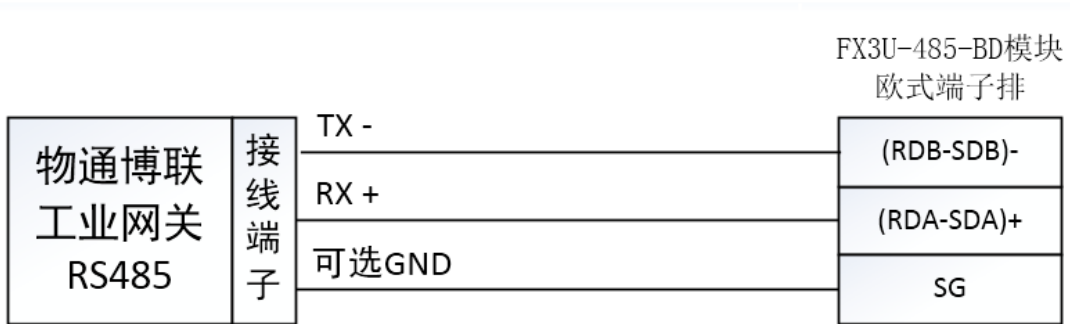 FX3U-485-BD模块
欧式端子排
物通博联
工业网关
RS485
接
线
端
子
TX -
RX +
可选GND
(RDB-SDB)-
(RDA-SDA)+
SG